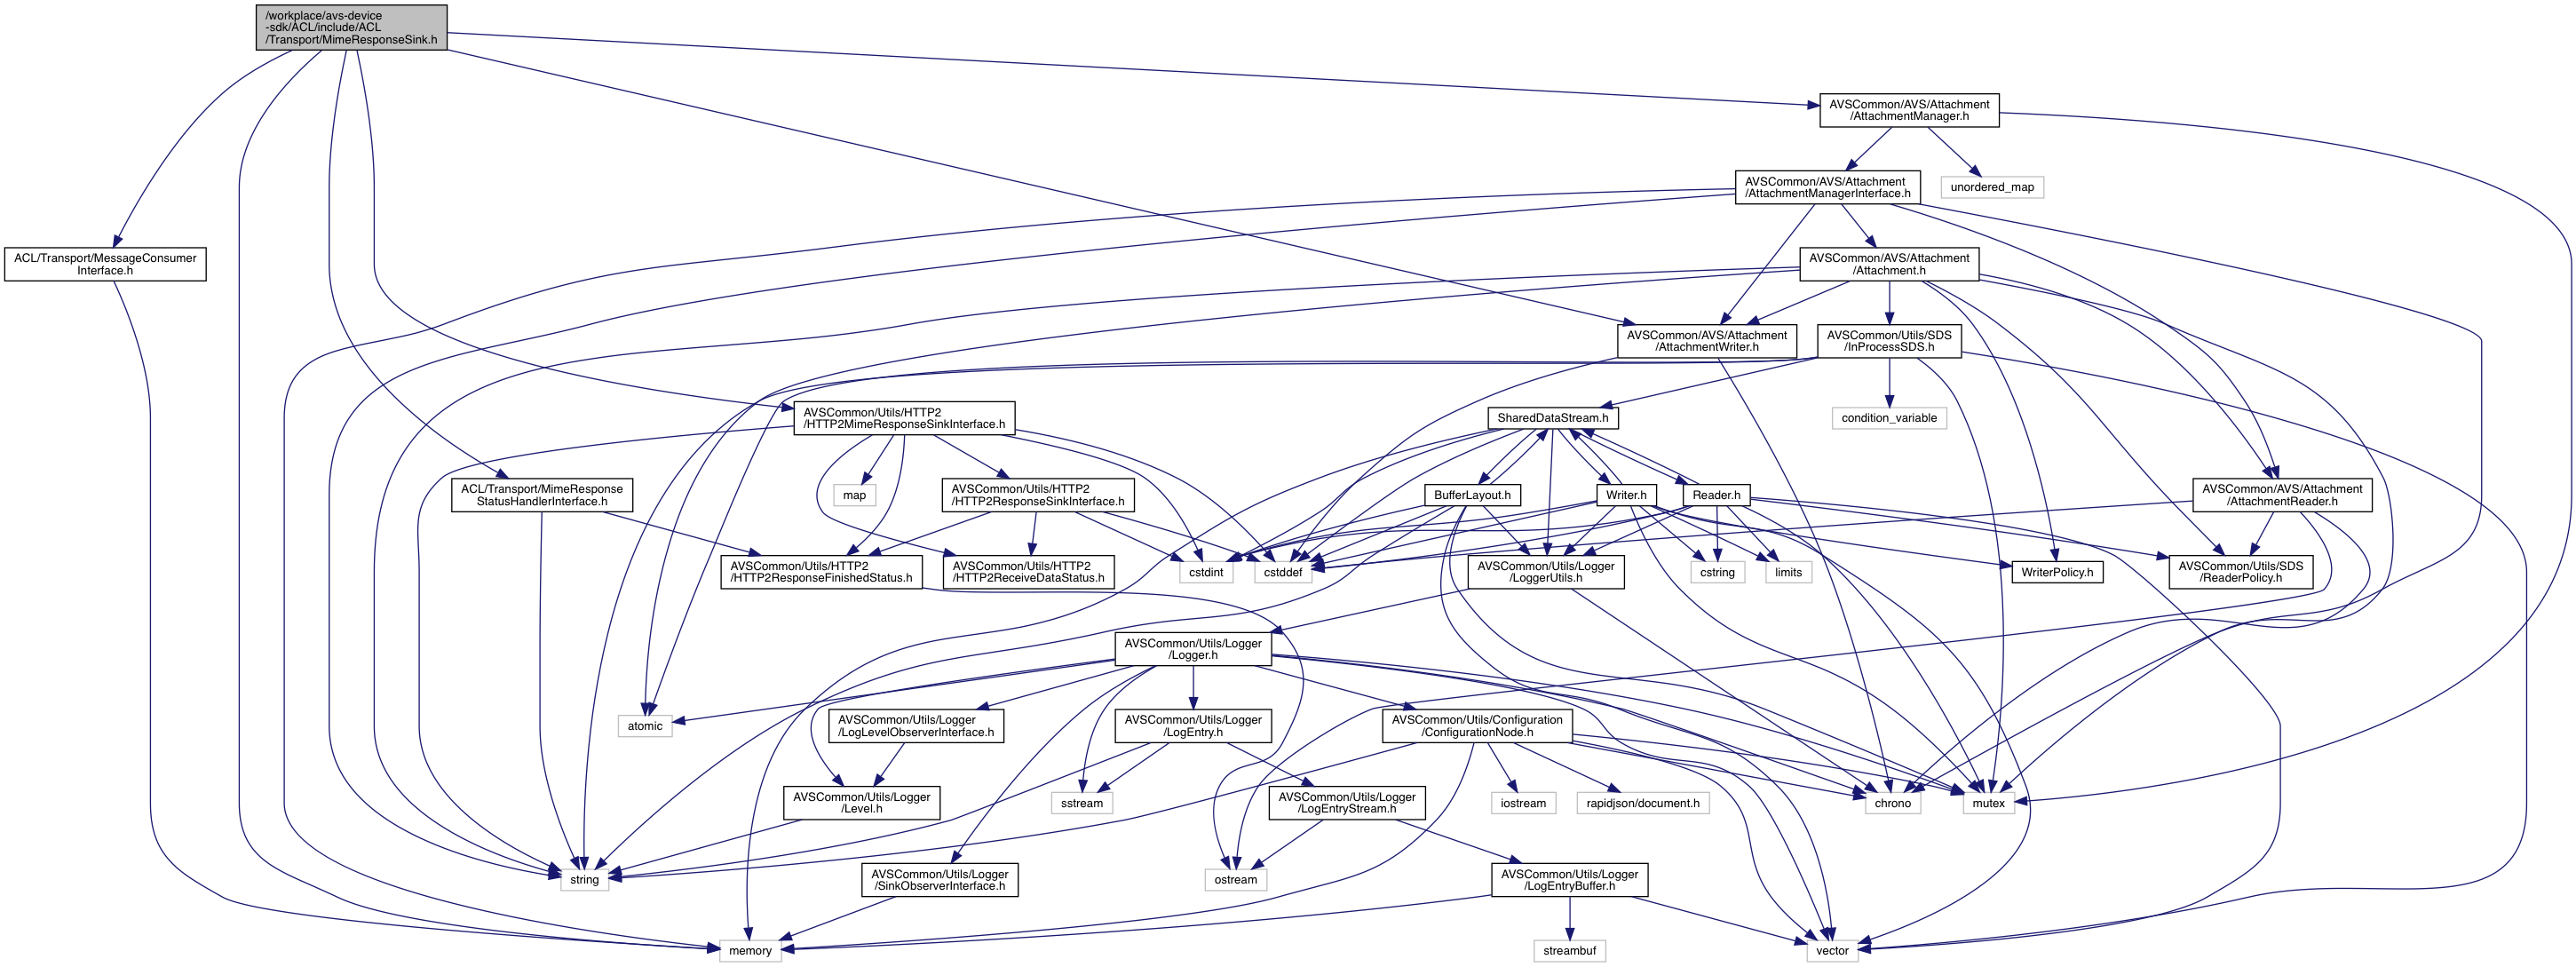 /workplace/avs-device
-sdk/ACL/include/ACL
/Transport/MimeResponseSink.h
AVSCommon/AVS/Attachment
/AttachmentManager.h
AVSCommon/AVS/Attachment
/AttachmentManagerInterface.h
unordered_map
ACL/Transport/MessageConsumer
Interface.h
AVSCommon/AVS/Attachment
/Attachment.h
AVSCommon/AVS/Attachment
/AttachmentWriter.h
AVSCommon/Utils/SDS
/InProcessSDS.h
AVSCommon/Utils/HTTP2
/HTTP2MimeResponseSinkInterface.h
SharedDataStream.h
condition_variable
ACL/Transport/MimeResponse
StatusHandlerInterface.h
map
AVSCommon/Utils/HTTP2
/HTTP2ResponseSinkInterface.h
BufferLayout.h
Writer.h
Reader.h
AVSCommon/AVS/Attachment
/AttachmentReader.h
AVSCommon/Utils/HTTP2
/HTTP2ResponseFinishedStatus.h
AVSCommon/Utils/HTTP2
/HTTP2ReceiveDataStatus.h
cstdint
cstddef
AVSCommon/Utils/Logger
/LoggerUtils.h
cstring
limits
WriterPolicy.h
AVSCommon/Utils/SDS
/ReaderPolicy.h
AVSCommon/Utils/Logger
/Logger.h
atomic
AVSCommon/Utils/Logger
/LogLevelObserverInterface.h
AVSCommon/Utils/Logger
/LogEntry.h
AVSCommon/Utils/Configuration
/ConfigurationNode.h
AVSCommon/Utils/Logger
/Level.h
sstream
AVSCommon/Utils/Logger
/LogEntryStream.h
iostream
rapidjson/document.h
chrono
mutex
string
AVSCommon/Utils/Logger
/SinkObserverInterface.h
ostream
AVSCommon/Utils/Logger
/LogEntryBuffer.h
memory
streambuf
vector